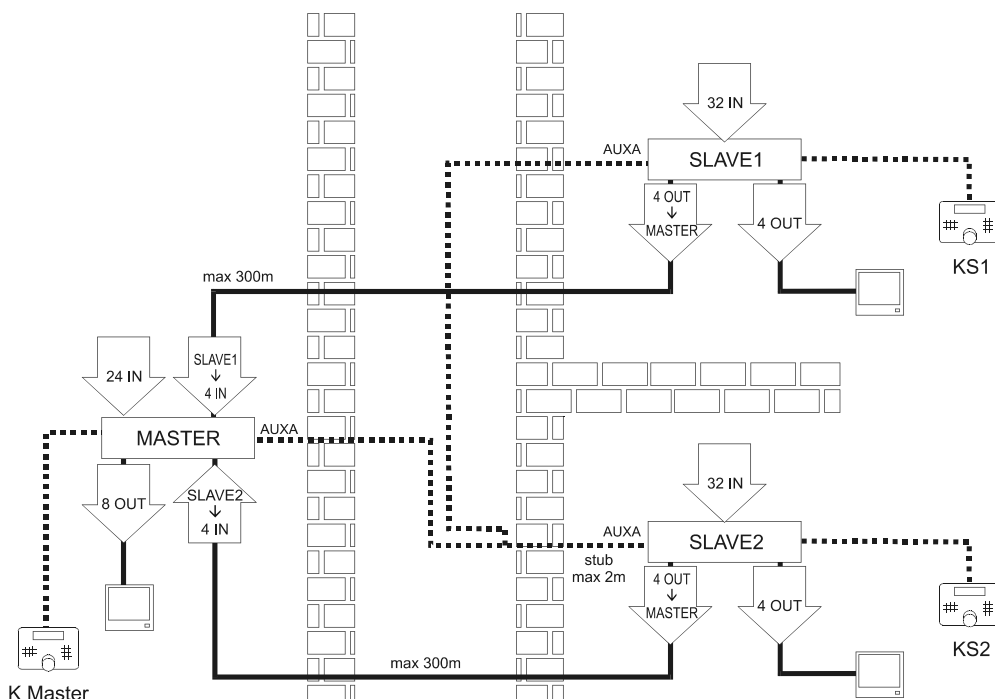 32 IN
AUXA
SLAVE1
4 OUT
↓
MASTER
4 OUT
KS1
max 300m
24 IN
SLAVE1
↓
4 IN
MASTER
AUXA
8 OUT
SLAVE2
↓
4 IN
K Master
32 IN
AUXA
SLAVE2
stub
max 2m
4 OUT
↓
MASTER
4 OUT
KS2
max 300m